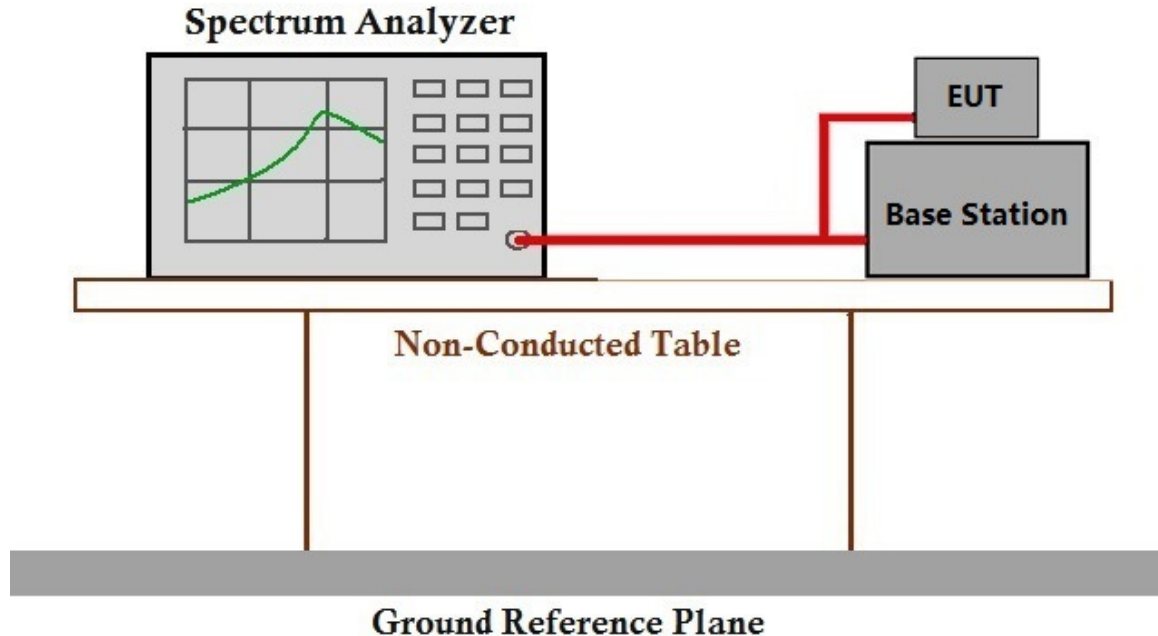 Spectrum Analyzer
EUT
Base Station
Non-Conducted Table
Ground Reference Plane